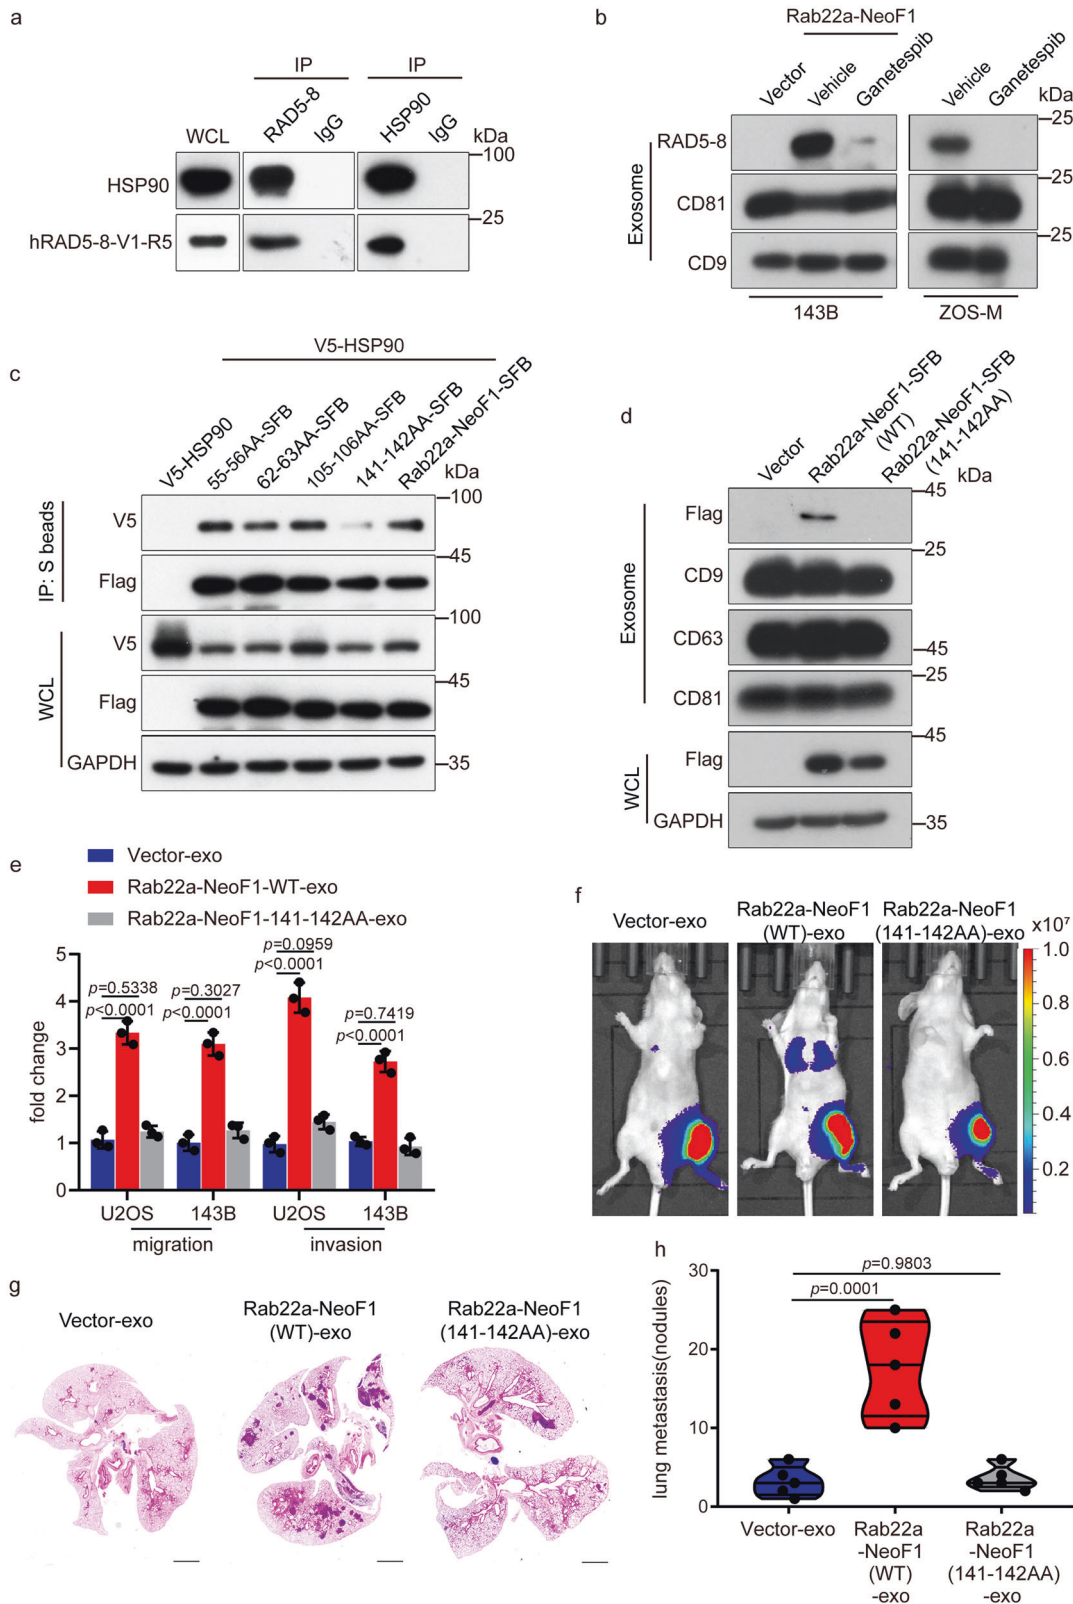 a
IP
IP
WCL
RAD5-8
IgG
HSP90
IgG
kDa
HSP90
100
hRAD5-8-V1-R5
25
b
Rab22a-NeoF1
Vector
Vehicle
Ganetespib
Vehicle
Ganetespib
kDa
Exosome
RAD5-8
25
CD81
25
CD9
25
143B
ZOS-M
c
V5-HSP90
V5-HSP90
55-56AA-SFB
62-63AA-SFB
105-106AA-SFB
141-142AA-SFB
Rab22a-NeoF1-SFB
kDa
IP: S beads
V5
100
Flag
45
WCL
V5
100
Flag
45
GAPDH
35
d
Vector
Rab22a-NeoF1-SFB
(WT)
Rab22a-NeoF1-SFB
(141-142AA)
kDa
Exosome
Flag
45
CD9
25
CD63
45
CD81
25
WCL
Flag
45
GAPDH
35
e
Vector-exo
Rab22a-NeoF1-WT-exo
Rab22a-NeoF1-141-142AA-exo
fold change
5
4
3
2
1
0
p=0.5338
p<0.0001
p=0.3027
p<0.0001
p=0.0959
p<0.0001
p=0.7419
p<0.0001
U2OS
143B
U2OS
143B
migration
invasion
f
Vector-exo
Rab22a-NeoF1
(WT)-exo
Rab22a-NeoF1
(141-142AA)-exo
x10⁷
1.0
0.8
0.6
0.4
0.2
g
Vector-exo
Rab22a-NeoF1
(WT)-exo
Rab22a-NeoF1
(141-142AA)-exo
h
lung metastasis(nodules)
30
20
10
0
p=0.9803
p=0.0001
Vector-exo
Rab22a
-NeoF1
(WT)
-exo
Rab22a
-NeoF1
(141-142AA)
-exo